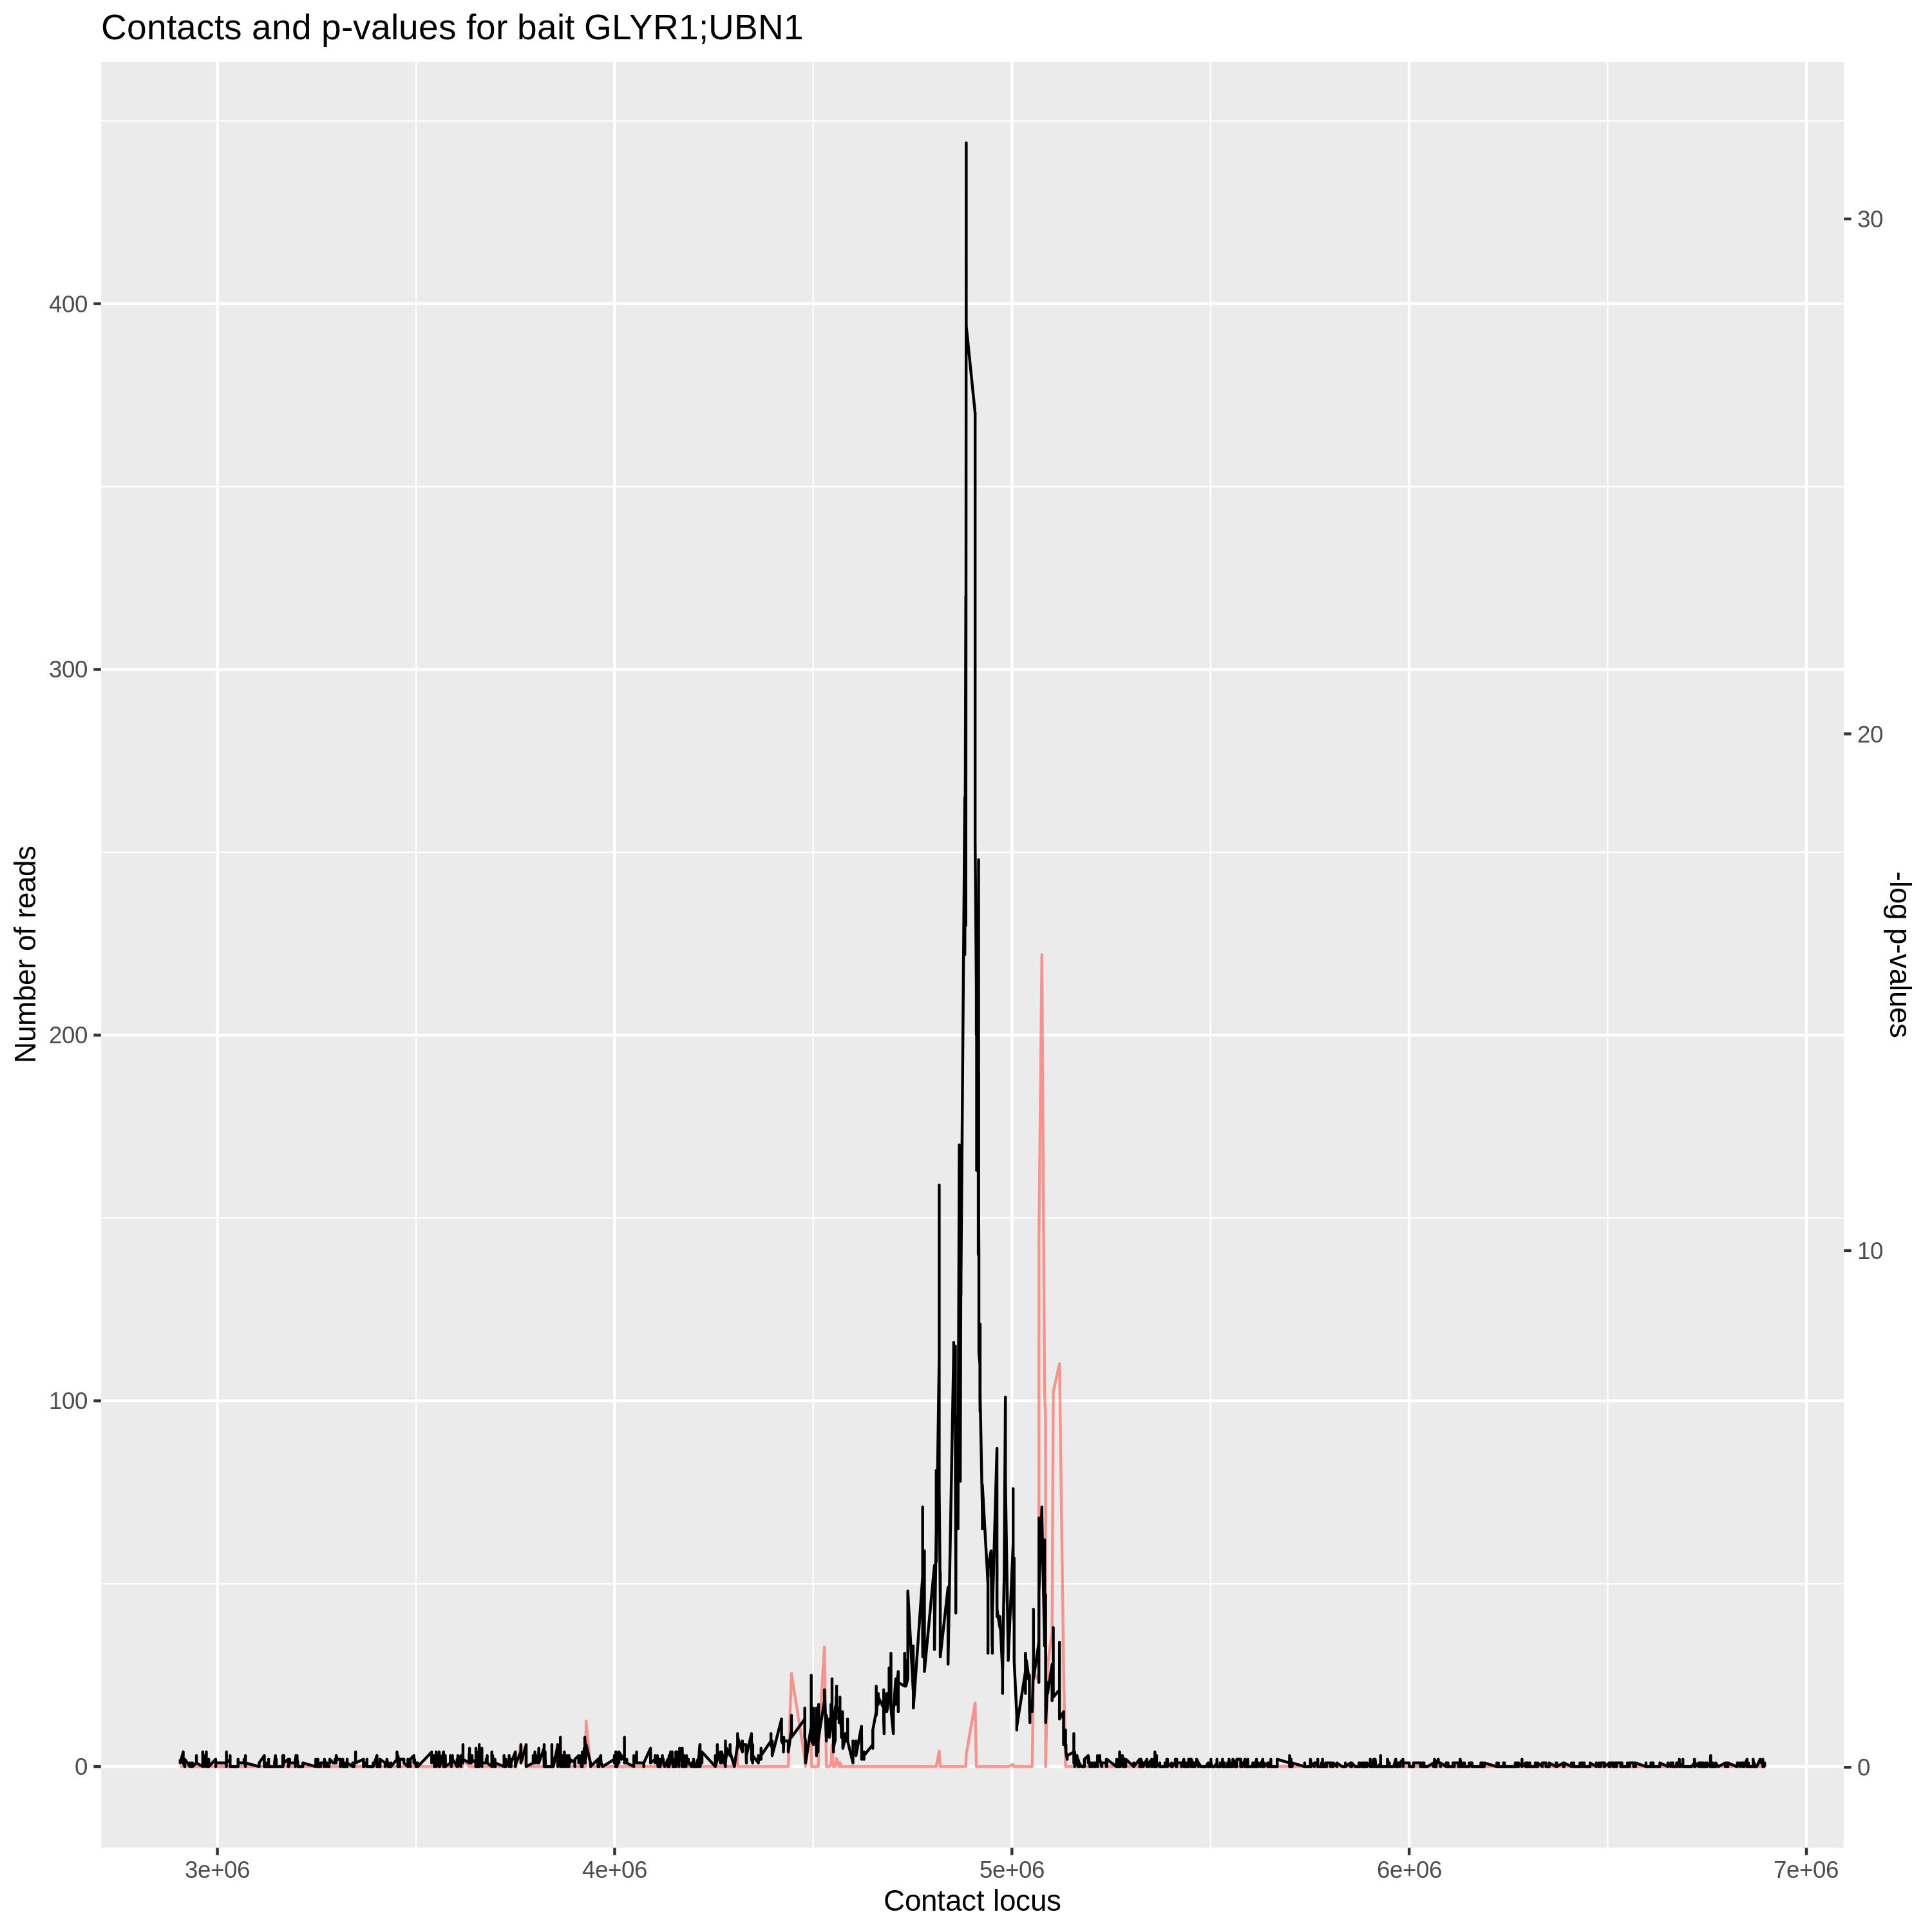 Contacts and p-values for bait GLYR1;UBN1
Number of reads
400
300
200
100
0
30
20
10
0
-log p-values
3e+06 4e+06 5e+06 6e+06 7e+06
Contact locus